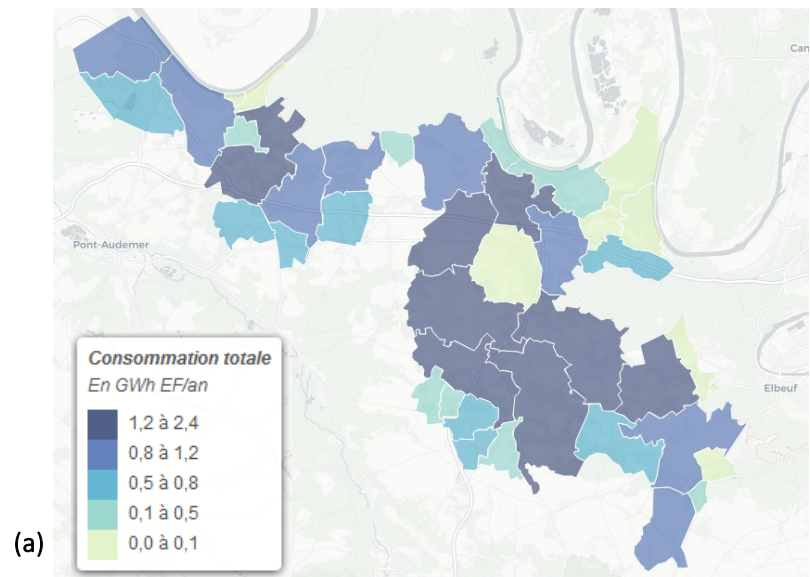 Can
Pont-Audemer
Elbeuf
Consommation totale
En GWh EF/an
1,2 à 2,4
0,8 à 1,2
0,5 à 0,8
0,1 à 0,5
0,0 à 0,1
(a)